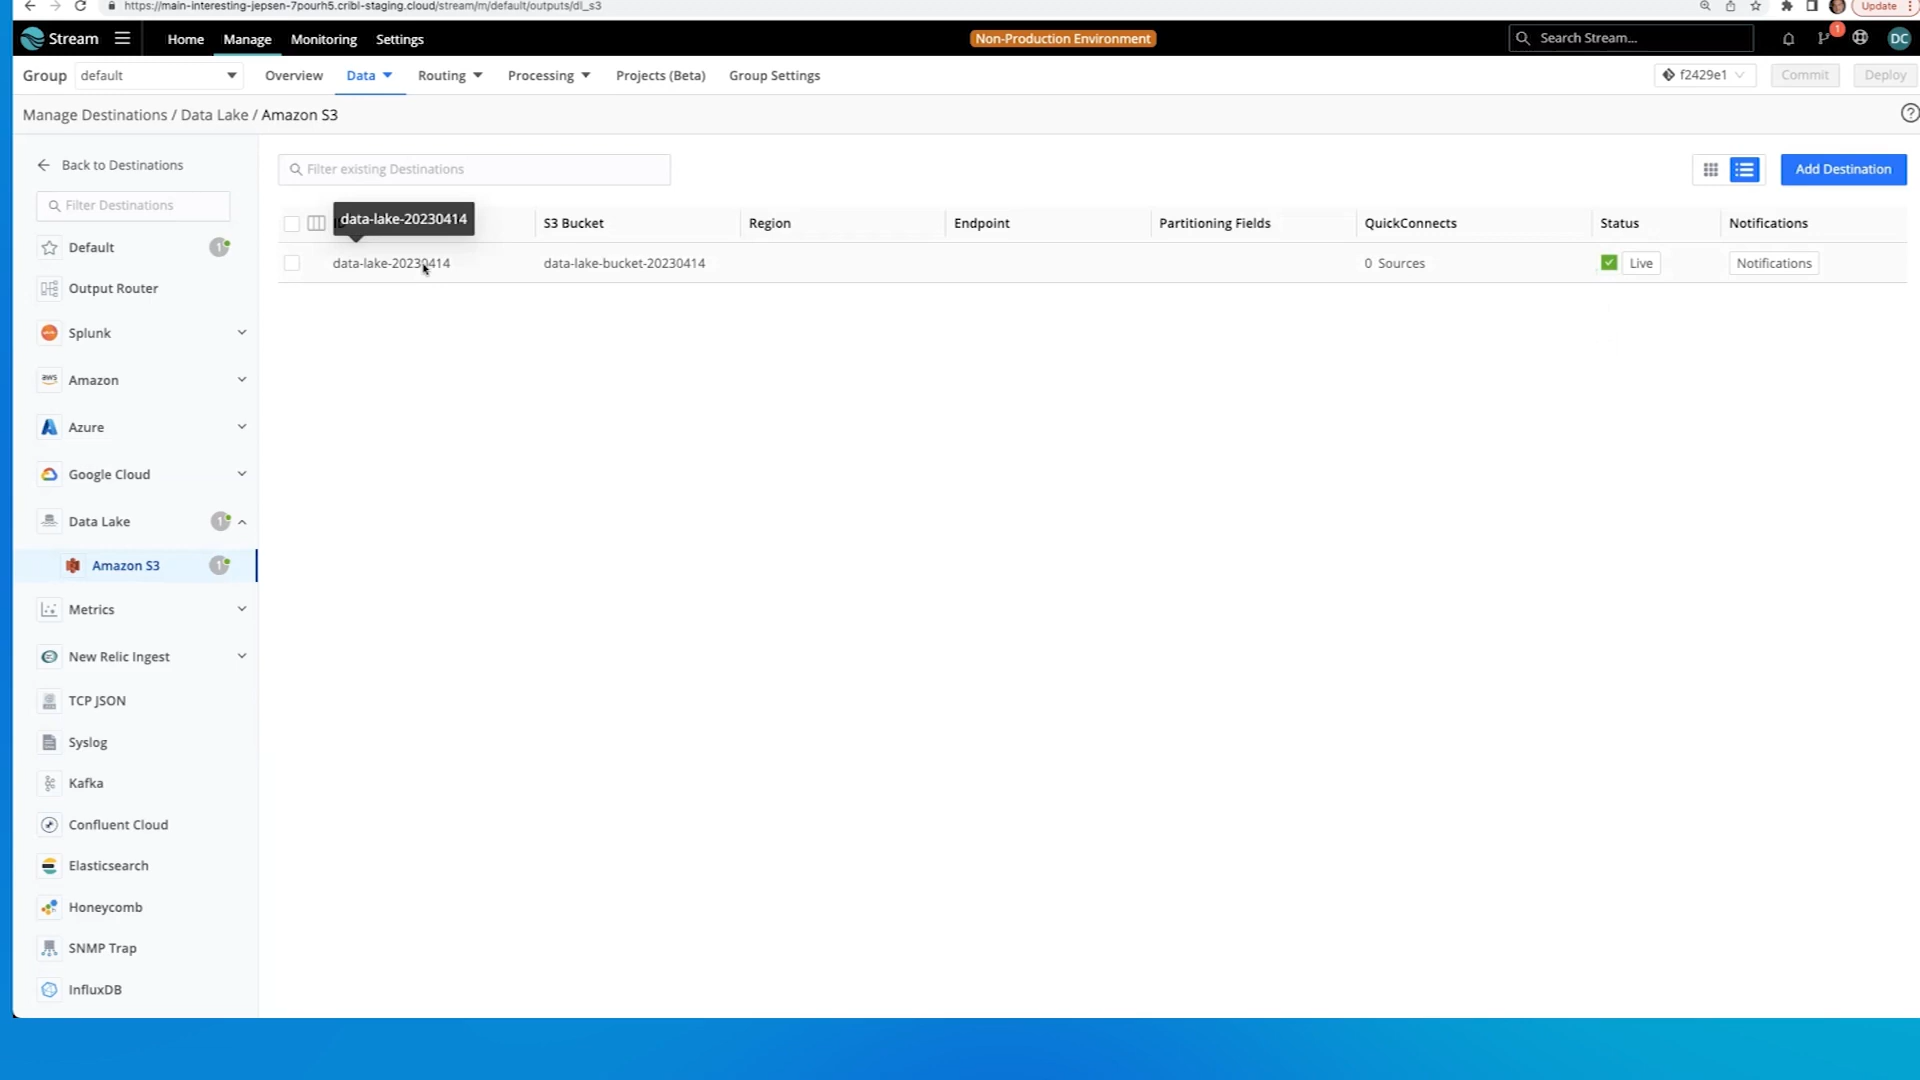 https://main-interesting-jepsen-7pourh5.cribl-staging.cloud/stream/m/default/outputs/dl_s3
Update
Stream
Home
Manage
Monitoring
Settings
Non-Production Environment
Search Stream...
1
DC
Group
default
Overview
Data
Routing
Processing
Projects (Beta)
Group Settings
f2429e1
Commit
Deploy
Manage Destinations / Data Lake / Amazon S3
?
Back to Destinations
Filter Destinations
Default
1
Output Router
Splunk
aws
Amazon
Azure
Google Cloud
Data Lake
1
Amazon S3
1
Metrics
New Relic Ingest
TCP JSON
Syslog
Kafka
Confluent Cloud
Elasticsearch
Honeycomb
SNMP Trap
InfluxDB
Filter existing Destinations
Add Destination
data-lake-20230414
S3 Bucket
Region
Endpoint
Partitioning Fields
QuickConnects
Status
Notifications
data-lake-20230414
data-lake-bucket-20230414
0 Sources
Live
Notifications